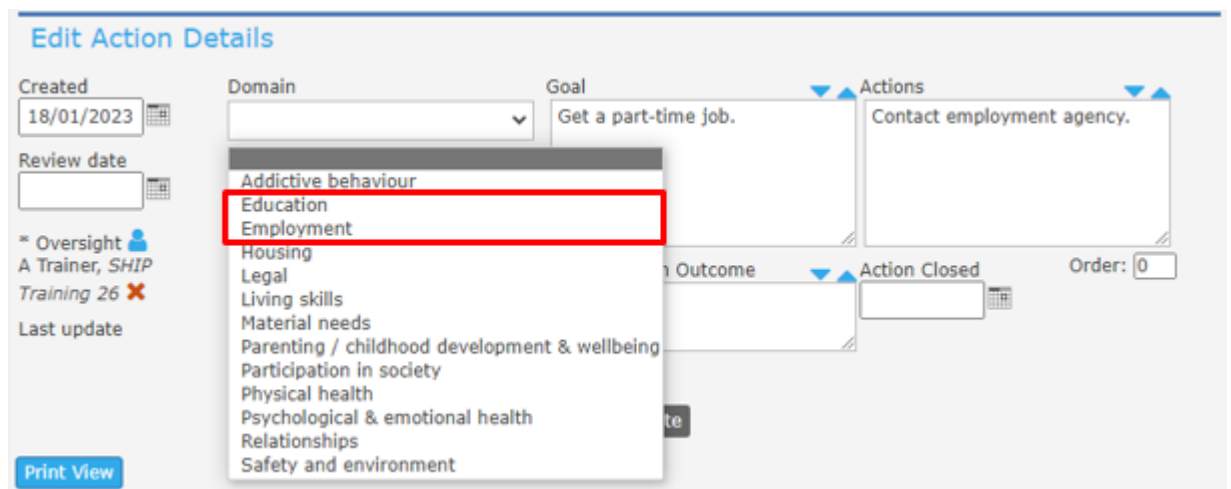 Edit Action Details
Created
Domain
Goal
Actions
18/01/2023
Get a part-time job.
Contact employment agency.
Review date
Addictive behaviour
Education
Employment
* Oversight
Housing
A Trainer, SHIP
Legal
Outcome
Action Closed
Order: 0
Training 26
Living skills
Material needs
Last update
Parenting / childhood development & wellbeing
Participation in society
Physical health
Psychological & emotional health
Relationships
Safety and environment
Print View